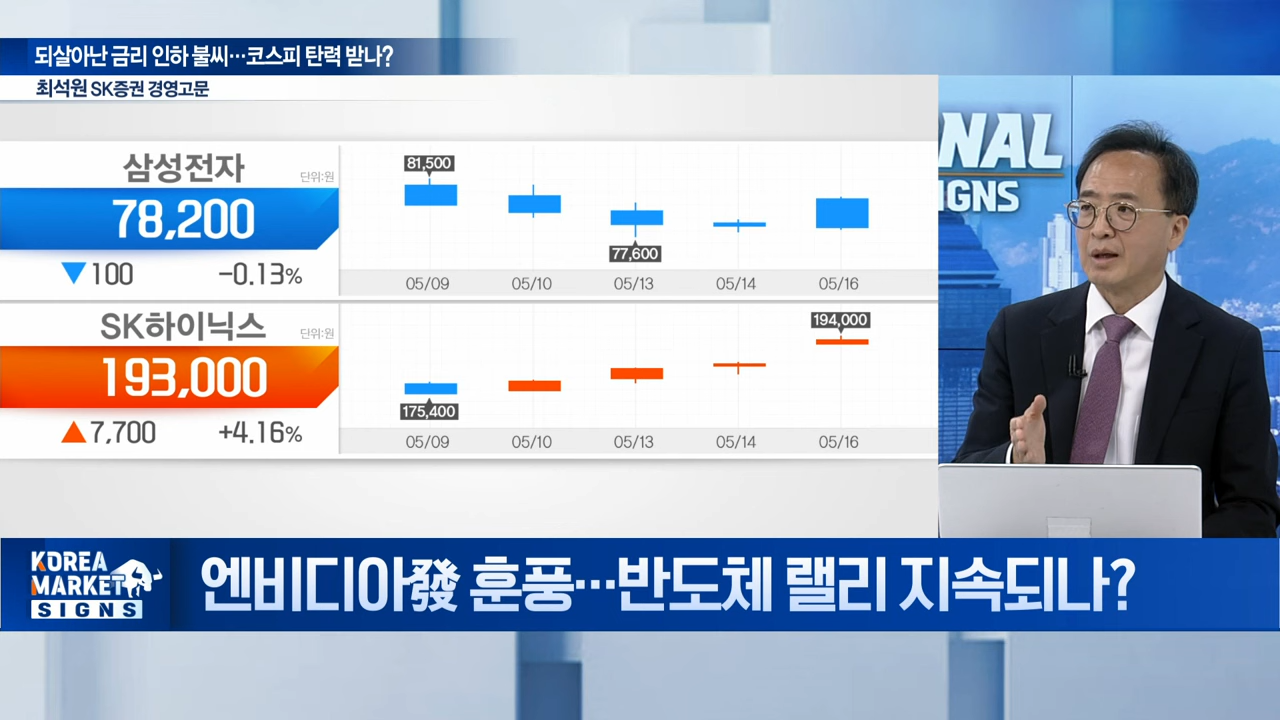 되살아난 금리 인하 불씨…코스피 탄력 받나?
최석원 SK증권 경영고문
삼성전자
단위:원
78,200
▼100 -0.13%
81,500
77,600
05/09 05/10 05/13 05/14 05/16
SK하이닉스
단위:원
193,000
▲7,700 +4.16%
194,000
175,400
05/09 05/10 05/13 05/14 05/16
NAL
IGNS
KOREA
MARKET
SIGNS
엔비디아發 훈풍…반도체 랠리 지속되나?